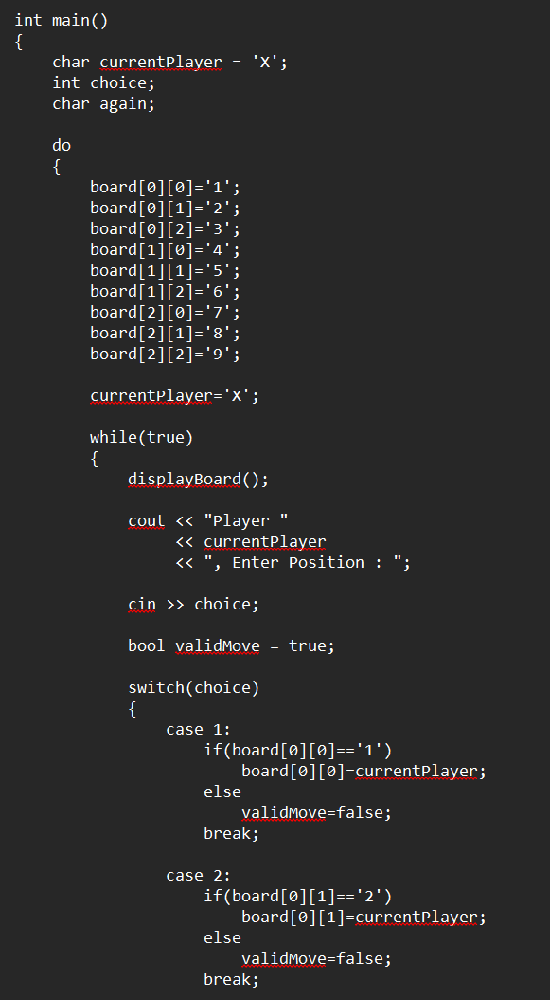 int main()
{
    char currentPlayer = 'X';
    int choice;
    char again;

    do
    {
        board[0][0]='1';
        board[0][1]='2';
        board[0][2]='3';
        board[1][0]='4';
        board[1][1]='5';
        board[1][2]='6';
        board[2][0]='7';
        board[2][1]='8';
        board[2][2]='9';

        currentPlayer='X';

        while(true)
        {
            displayBoard();

            cout << "Player "
                 << currentPlayer
                 << ", Enter Position : ";

            cin >> choice;

            bool validMove = true;

            switch(choice)
            {
                case 1:
                    if(board[0][0]=='1')
                        board[0][0]=currentPlayer;
                    else
                        validMove=false;
                    break;

                case 2:
                    if(board[0][1]=='2')
                        board[0][1]=currentPlayer;
                    else
                        validMove=false;
                    break;